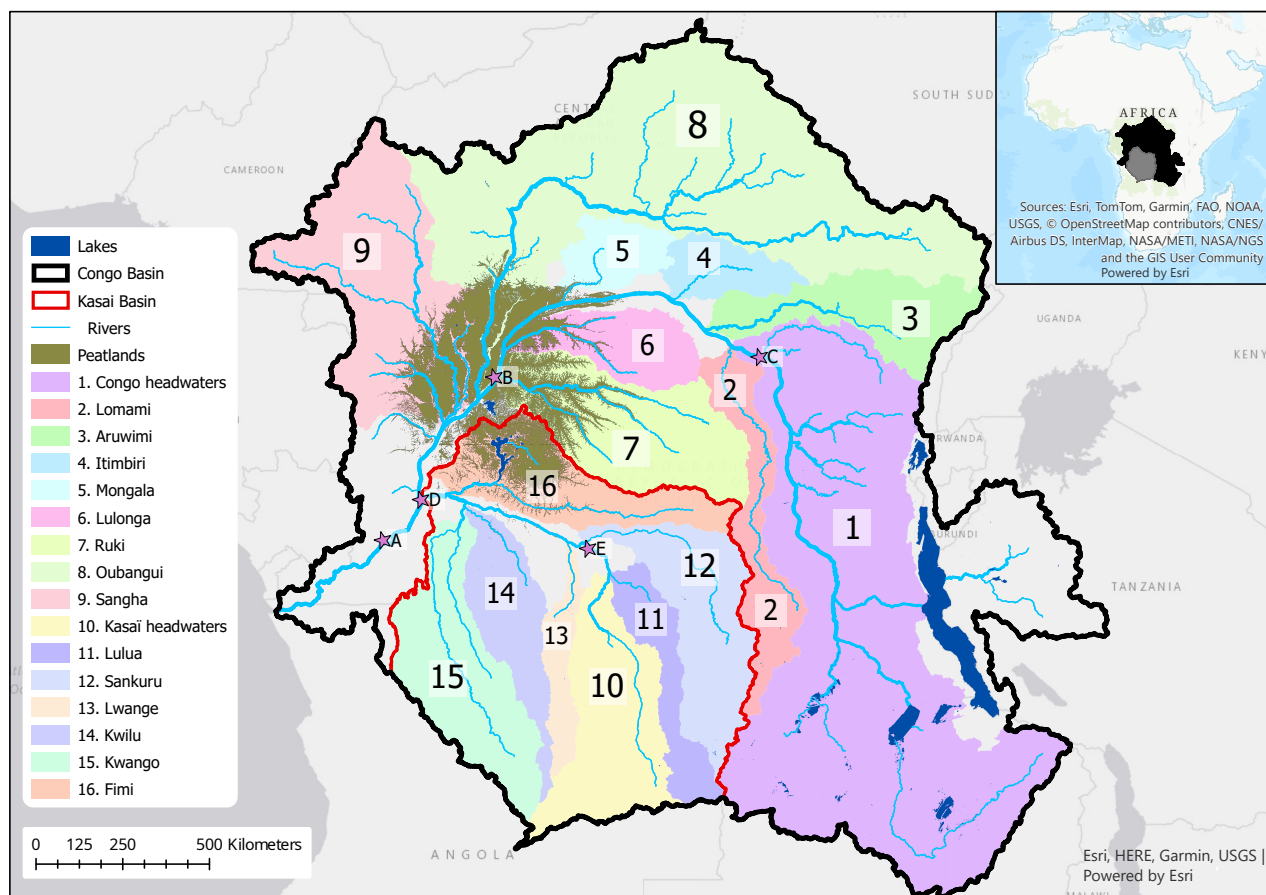 8
CENT
SOUTH SUD
CAMEROON
AFRICA
Sources: Esri, TomTom, Garmin, FAO, NOAA,
USGS, © OpenStreetMap contributors, CNES/
Airbus DS, InterMap, NASA/METI, NASA/NGS
and the GIS User Community
Powered by Esri
9
5
4
3
UGANDA
KENY
6
C
B
2
7
RWANDA
16
D
A
E
1
BURUNDI
TANZANIA
12
14
11
13
2
15
10
ANGOLA
MALAWI
Lakes
Congo Basin
Kasai Basin
Rivers
Peatlands
1. Congo headwaters
2. Lomami
3. Aruwimi
4. Itimbiri
5. Mongala
6. Lulonga
7. Ruki
8. Oubangui
9. Sangha
10. Kasaï headwaters
11. Lulua
12. Sankuru
13. Lwange
14. Kwilu
15. Kwango
16. Fimi
0 125 250 500 Kilometers
Esri, HERE, Garmin, USGS |
Powered by Esri